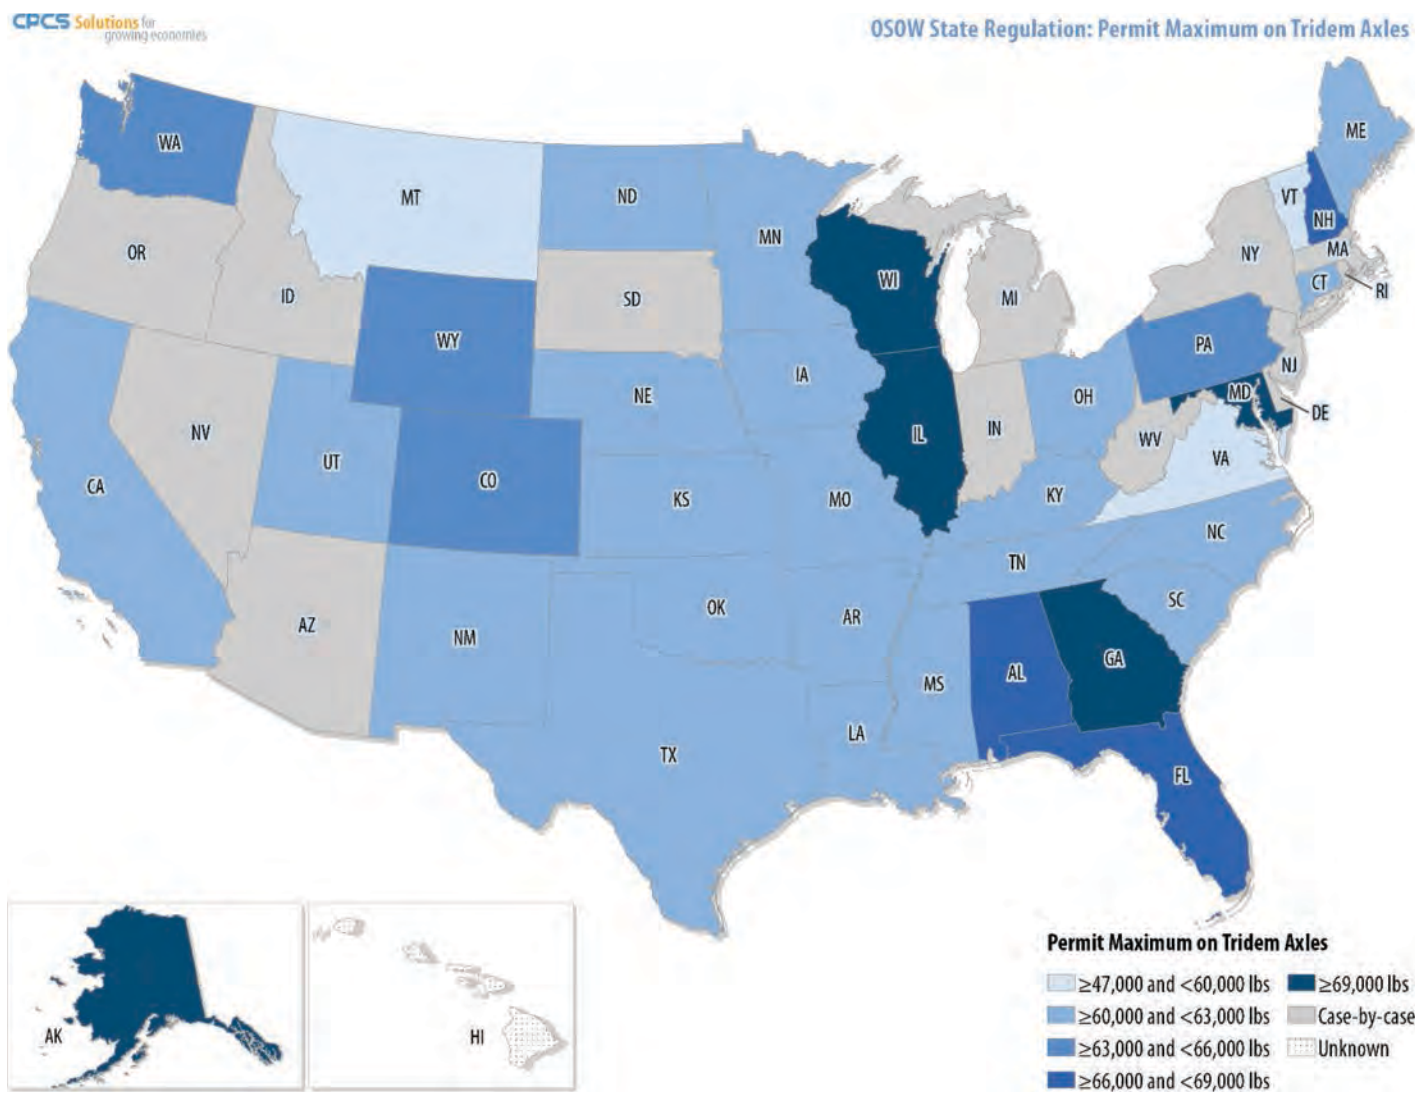 CPCS Solutions for
growing economies
OSOW State Regulation: Permit Maximum on Tridem Axles
WA
MT
ND
MN
ME
VT
NH
OR
ID
SD
WI
MI
NY
MA
CT
RI
WY
NE
IA
PA
NJ
OH
MD
DE
NV
UT
CO
KS
MO
IL
IN
WV
VA
KY
CA
NC
TN
AZ
NM
OK
AR
SC
MS
AL
GA
TX
LA
FL
AK
HI
Permit Maximum on Tridem Axles
≥47,000 and <60,000 lbs
≥60,000 and <63,000 lbs
≥63,000 and <66,000 lbs
≥66,000 and <69,000 lbs
≥69,000 lbs
Case-by-case
Unknown